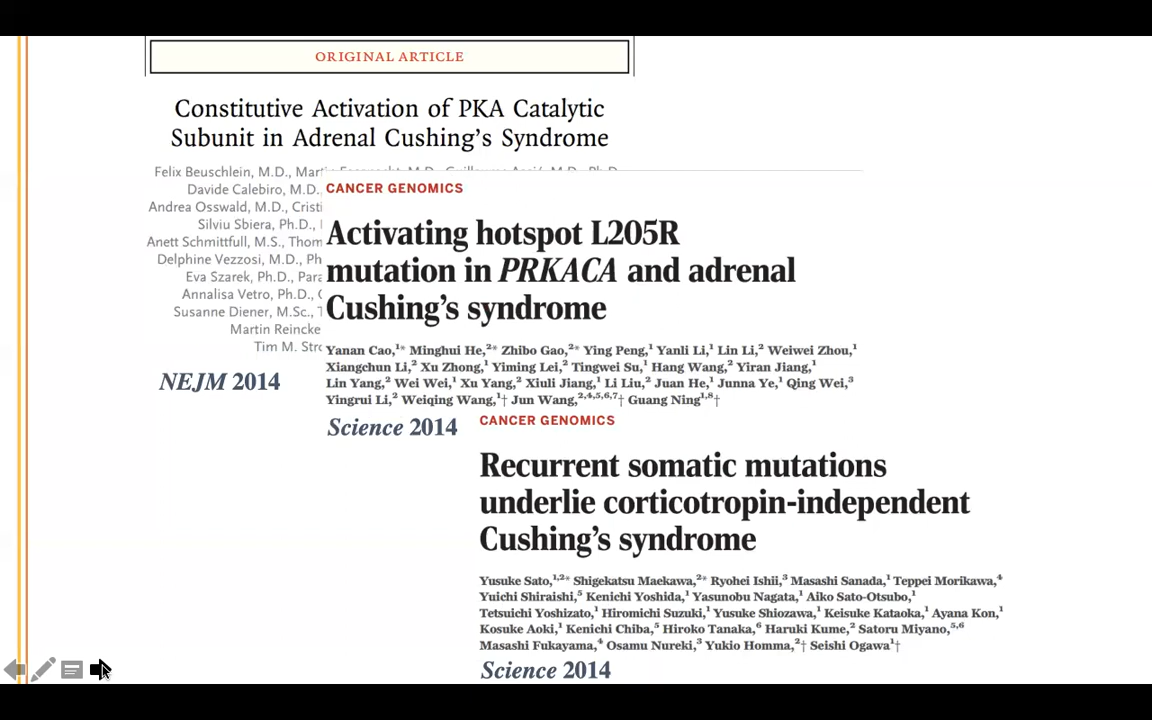 ORIGINAL ARTICLE
Constitutive Activation of PKA Catalytic
Subunit in Adrenal Cushing's Syndrome
Felix Beuschlein, M.D.,
Davide Calebiro, M.D.
Andrea Osswald, M.D., Cristi
Silviu Sbiera, Ph.D.,
Anett Schmittfull, M.S., Thom
Delphine Vezzosi, M.D., Ph
Eva Szarek, Ph.D., Para
Annalisa Vetro, Ph.D.,
Susanne Diener, M.Sc.,
Martin Reincke
Tim M. Stro
NEJM 2014
CANCER GENOMICS
Activating hotspot L205R
mutation in PRKACA and adrenal
Cushing's syndrome
Yanan Cao,¹* Minghui He,²* Zhibo Gao,²* Ying Peng,¹ Yanli Li,¹ Lin Li,² Weiwei Zhou,¹
Xiangchun Li,² Xu Zhong,¹ Yiming Lei,² Tingwei Su,¹ Hang Wang,² Yiran Jiang,¹
Lin Yang,² Wei Wei,¹ Xu Yang,² Xiuli Jiang,¹ Li Liu,² Juan He,¹ Junna Ye,¹ Qing Wei,³
Yingrui Li,² Weiqing Wang,¹† Jun Wang,²,⁴,⁵,⁶,⁷† Guang Ning¹,⁸†
Science 2014
CANCER GENOMICS
Recurrent somatic mutations
underlie corticotropin-independent
Cushing's syndrome
Yusuke Sato,¹,²* Shigekatsu Maekawa,²* Ryohei Ishii,³ Masashi Sanada,¹ Teppei Morikawa,⁴
Yuichi Shiraishi,⁵ Kenichi Yoshida,¹ Yasunobu Nagata,¹ Aiko Sato-Otsubo,¹
Tetsuichi Yoshizato,¹ Hiromichi Suzuki,¹ Yusuke Shiozawa,¹ Keisuke Kataoka,¹ Ayana Kon,¹
Kosuke Aoki,¹ Kenichi Chiba,⁵ Hiroko Tanaka,⁶ Haruki Kume,² Satoru Miyano,⁵,⁶
Masashi Fukayama,⁴ Osamu Nureki,³ Yukio Homma,²† Seishi Ogawa¹†
Science 2014